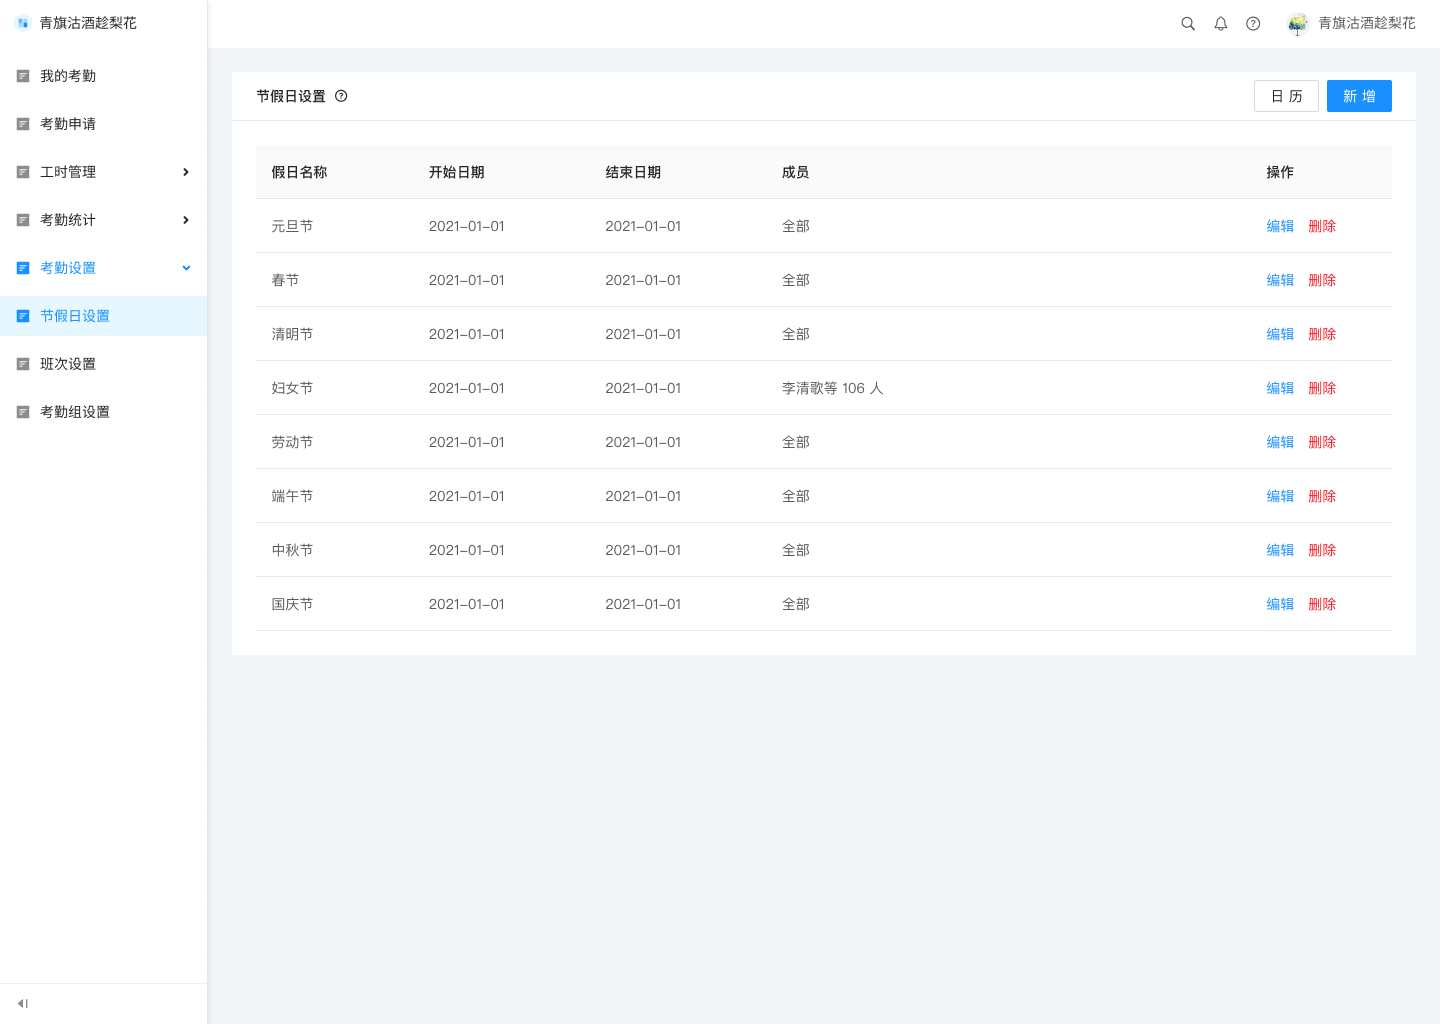 青旗沽酒趁梨花
青旗沽酒趁梨花
我的考勤
考勤申请
工时管理
考勤统计
考勤设置
节假日设置
班次设置
考勤组设置
节假日设置
日 历 新 增
假日名称 开始日期 结束日期 成员 操作
元旦节 2021-01-01 2021-01-01 全部 编辑 删除
春节 2021-01-01 2021-01-01 全部 编辑 删除
清明节 2021-01-01 2021-01-01 全部 编辑 删除
妇女节 2021-01-01 2021-01-01 李清歌等 106 人 编辑 删除
劳动节 2021-01-01 2021-01-01 全部 编辑 删除
端午节 2021-01-01 2021-01-01 全部 编辑 删除
中秋节 2021-01-01 2021-01-01 全部 编辑 删除
国庆节 2021-01-01 2021-01-01 全部 编辑 删除